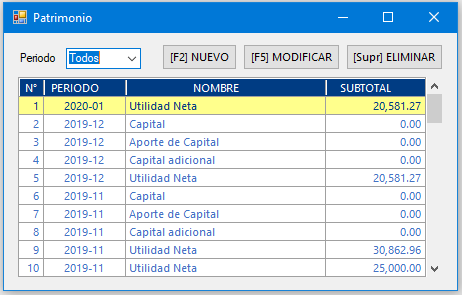 Patrimonio
Periodo Todos [F2] NUEVO [F5] MODIFICAR [Supr] ELIMINAR
N° PERIODO NOMBRE SUBTOTAL
1 2020-01 Utilidad Neta 20,581.27
2 2019-12 Capital 0.00
3 2019-12 Aporte de Capital 0.00
4 2019-12 Capital adicional 0.00
5 2019-12 Utilidad Neta 20,581.27
6 2019-11 Capital 0.00
7 2019-11 Aporte de Capital 0.00
8 2019-11 Capital adicional 0.00
9 2019-11 Utilidad Neta 30,862.96
10 2019-11 Utilidad Neta 25,000.00